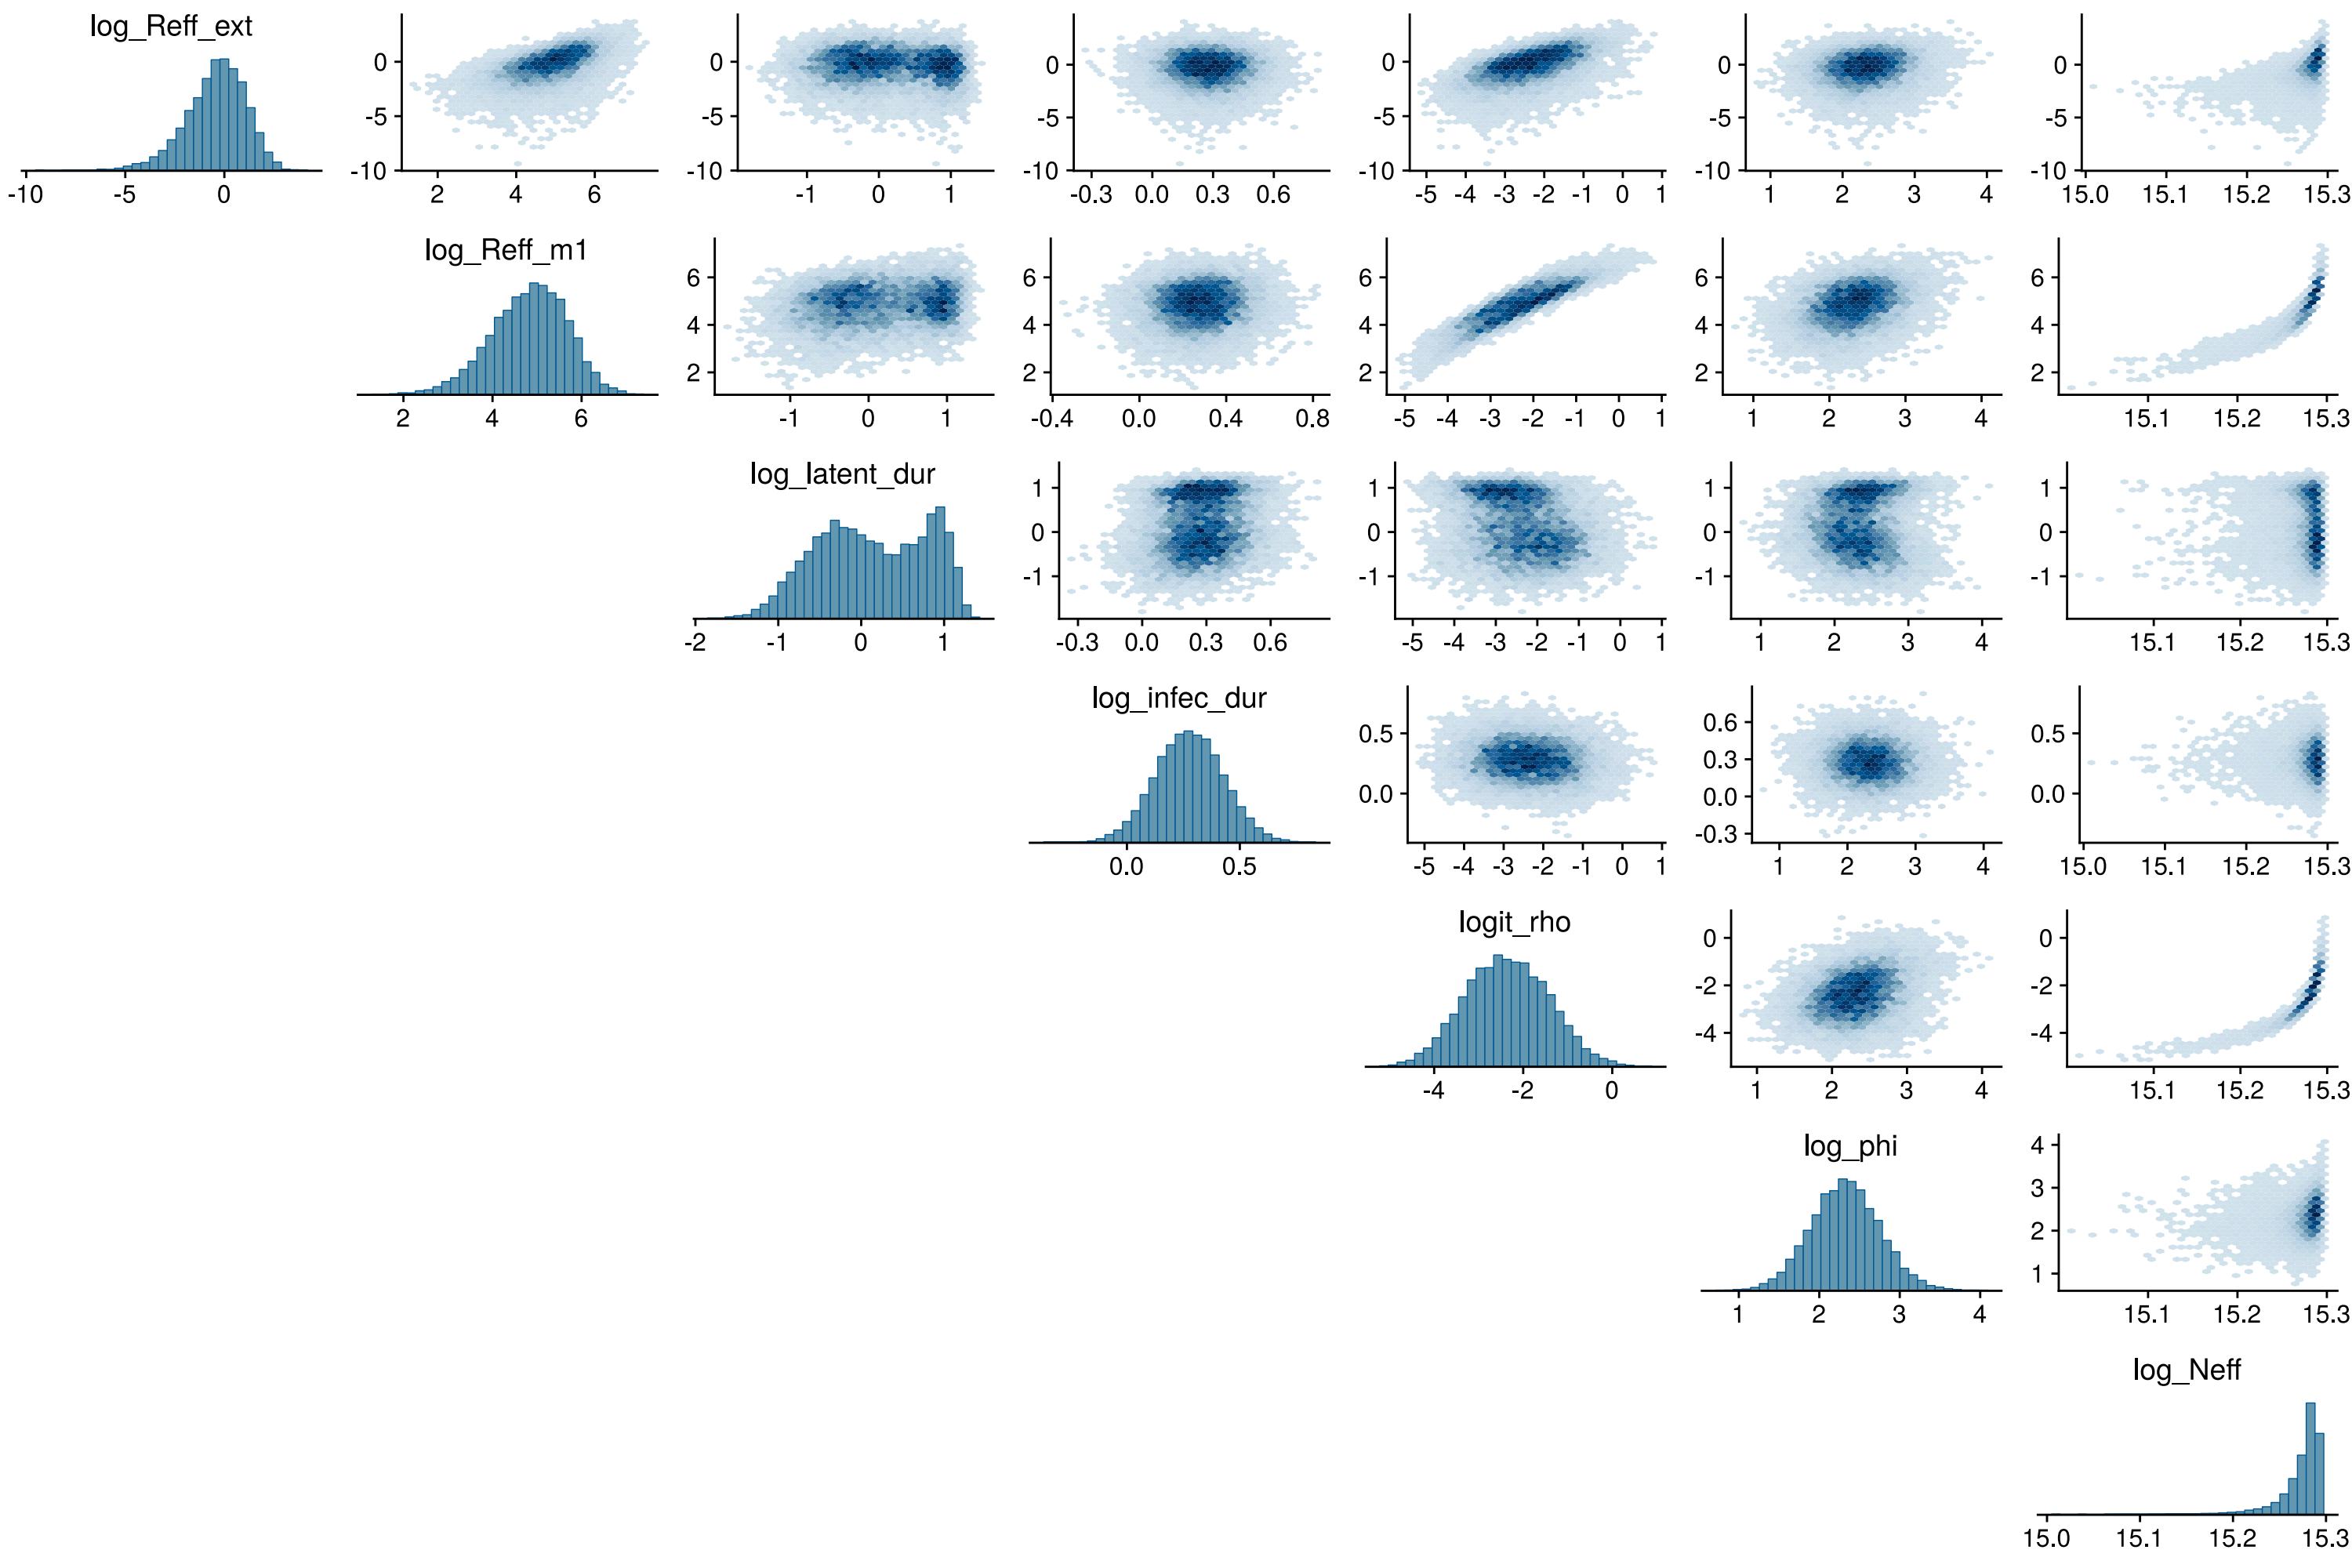 log_Reff_ext
0
-5
-10
0
-5
-10
0
-5
-10
0
-5
-10
0
-5
-10
0
-5
-10
-10 -5 0
2 4 6
-1 0 1
-0.3 0.0 0.3 0.6
-5 -4 -3 -2 -1 0 1
1 2 3 4
15.0 15.1 15.2 15.3
log_Reff_m1
6
4
2
6
4
2
6
4
2
6
4
2
6
4
2
2 4 6
-1 0 1
-0.4 0.0 0.4 0.8
-5 -4 -3 -2 -1 0 1
1 2 3 4
15.1 15.2 15.3
log_latent_dur
1
0
-1
1
0
-1
1
0
-1
1
0
-1
-2 -1 0 1
-0.3 0.0 0.3 0.6
-5 -4 -3 -2 -1 0 1
1 2 3 4
15.1 15.2 15.3
log_infec_dur
0.5
0.0
0.6
0.3
0.0
-0.3
0.5
0.0
0.0 0.5
-5 -4 -3 -2 -1 0 1
1 2 3 4
15.0 15.1 15.2 15.3
logit_rho
0
-2
-4
0
-2
-4
-4 -2 0
1 2 3 4
15.1 15.2 15.3
log_phi
4
3
2
1
1 2 3 4
15.1 15.2 15.3
log_Neff
15.0 15.1 15.2 15.3